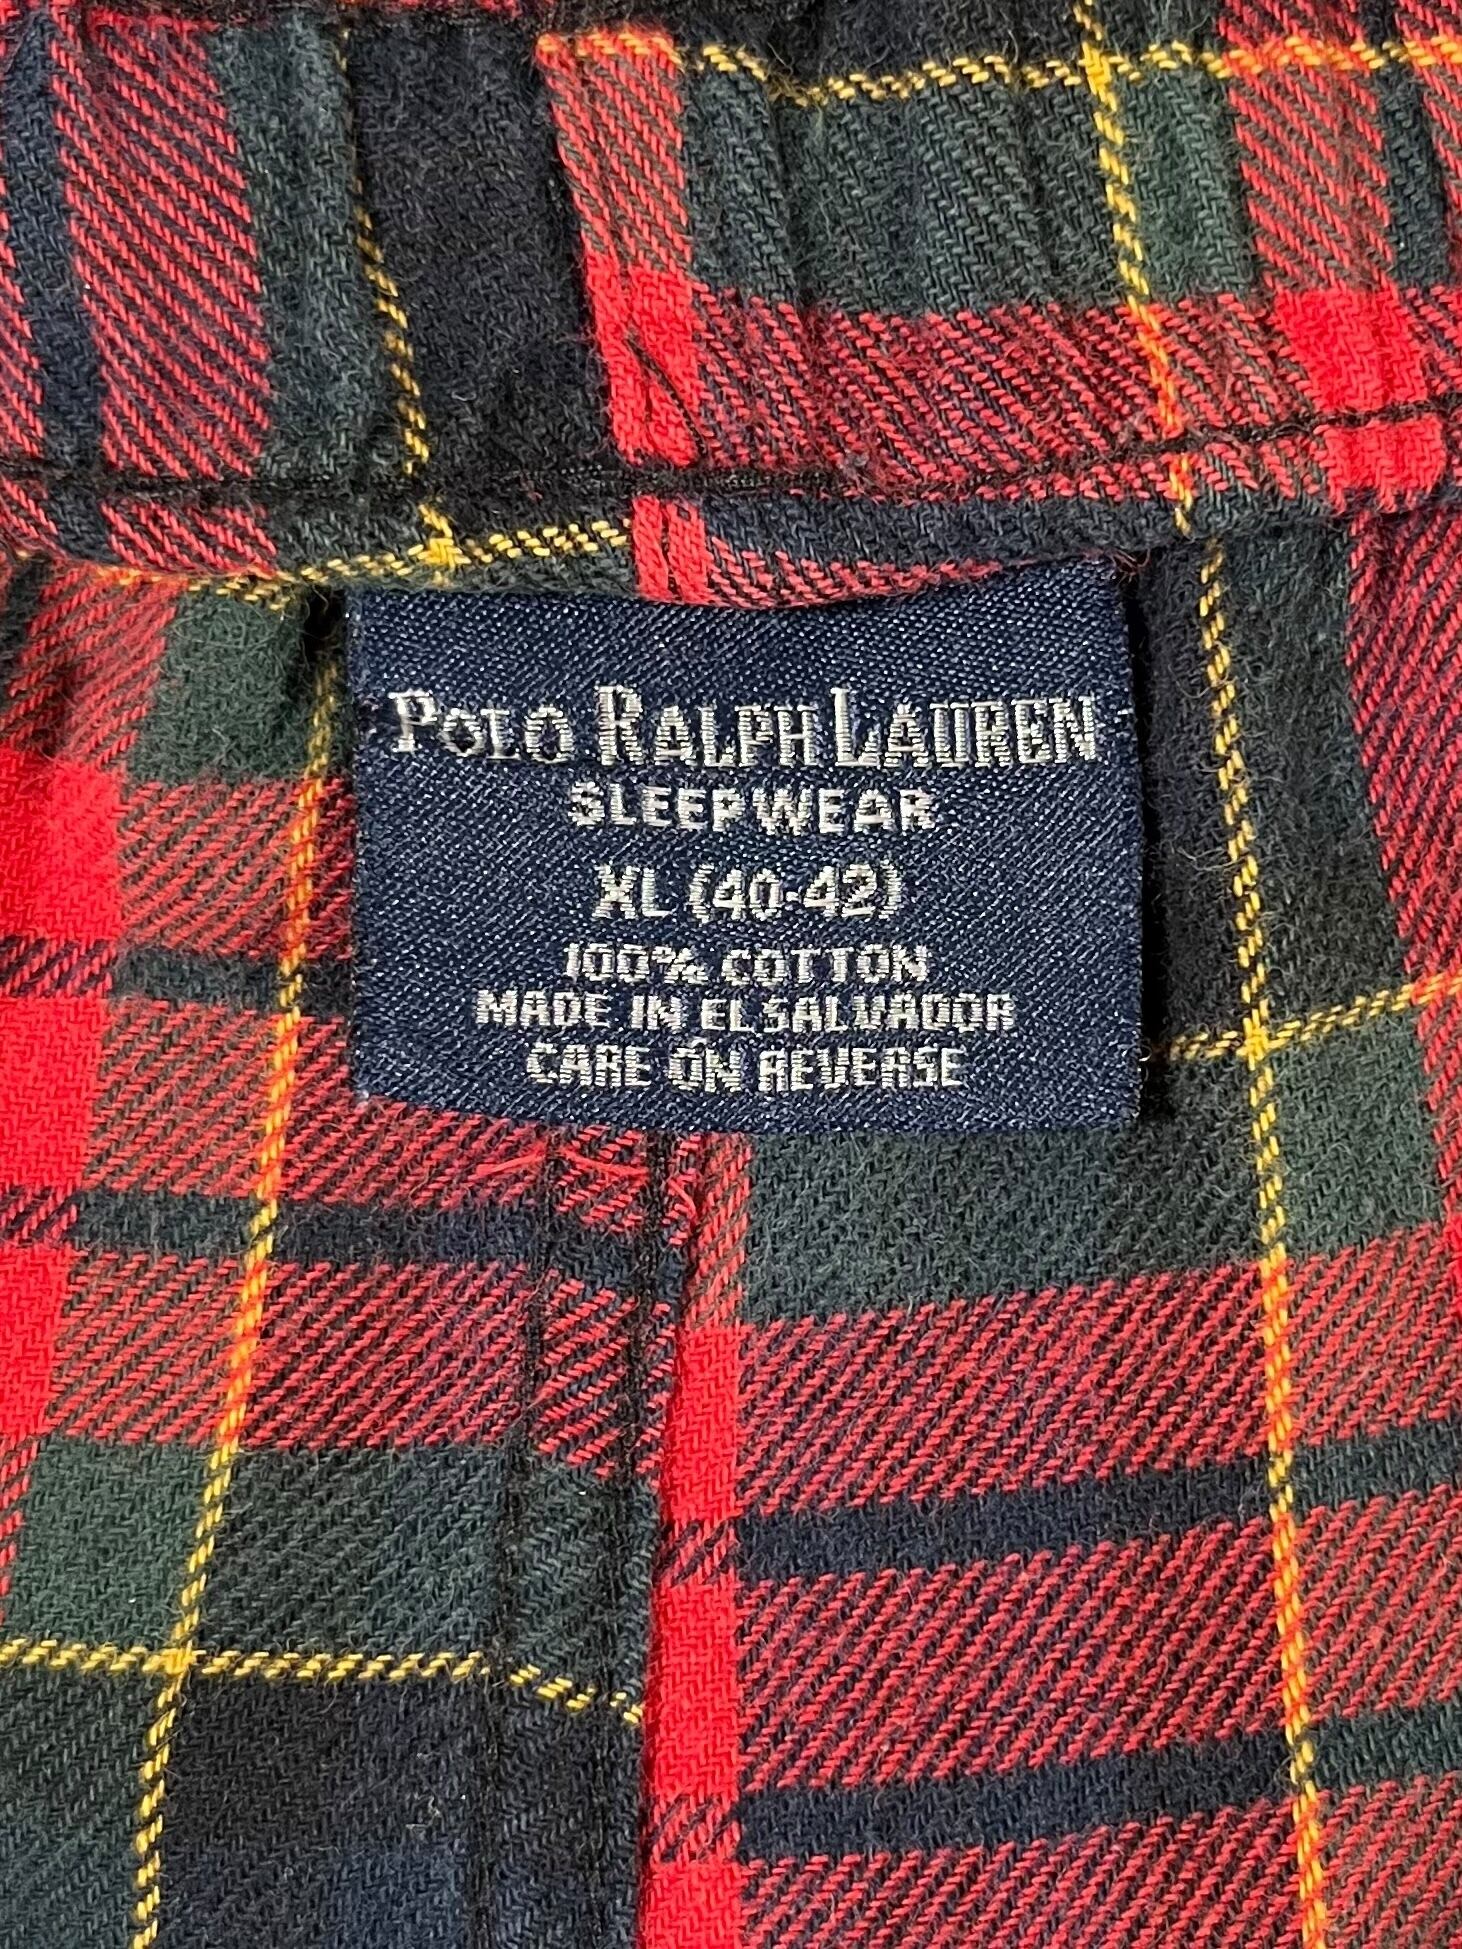 POLO RALPH LAUREN
SLEEPWEAR
XL (40-42)
100% COTTON
MADE IN EL SALVADOR
CARE ON REVERSE